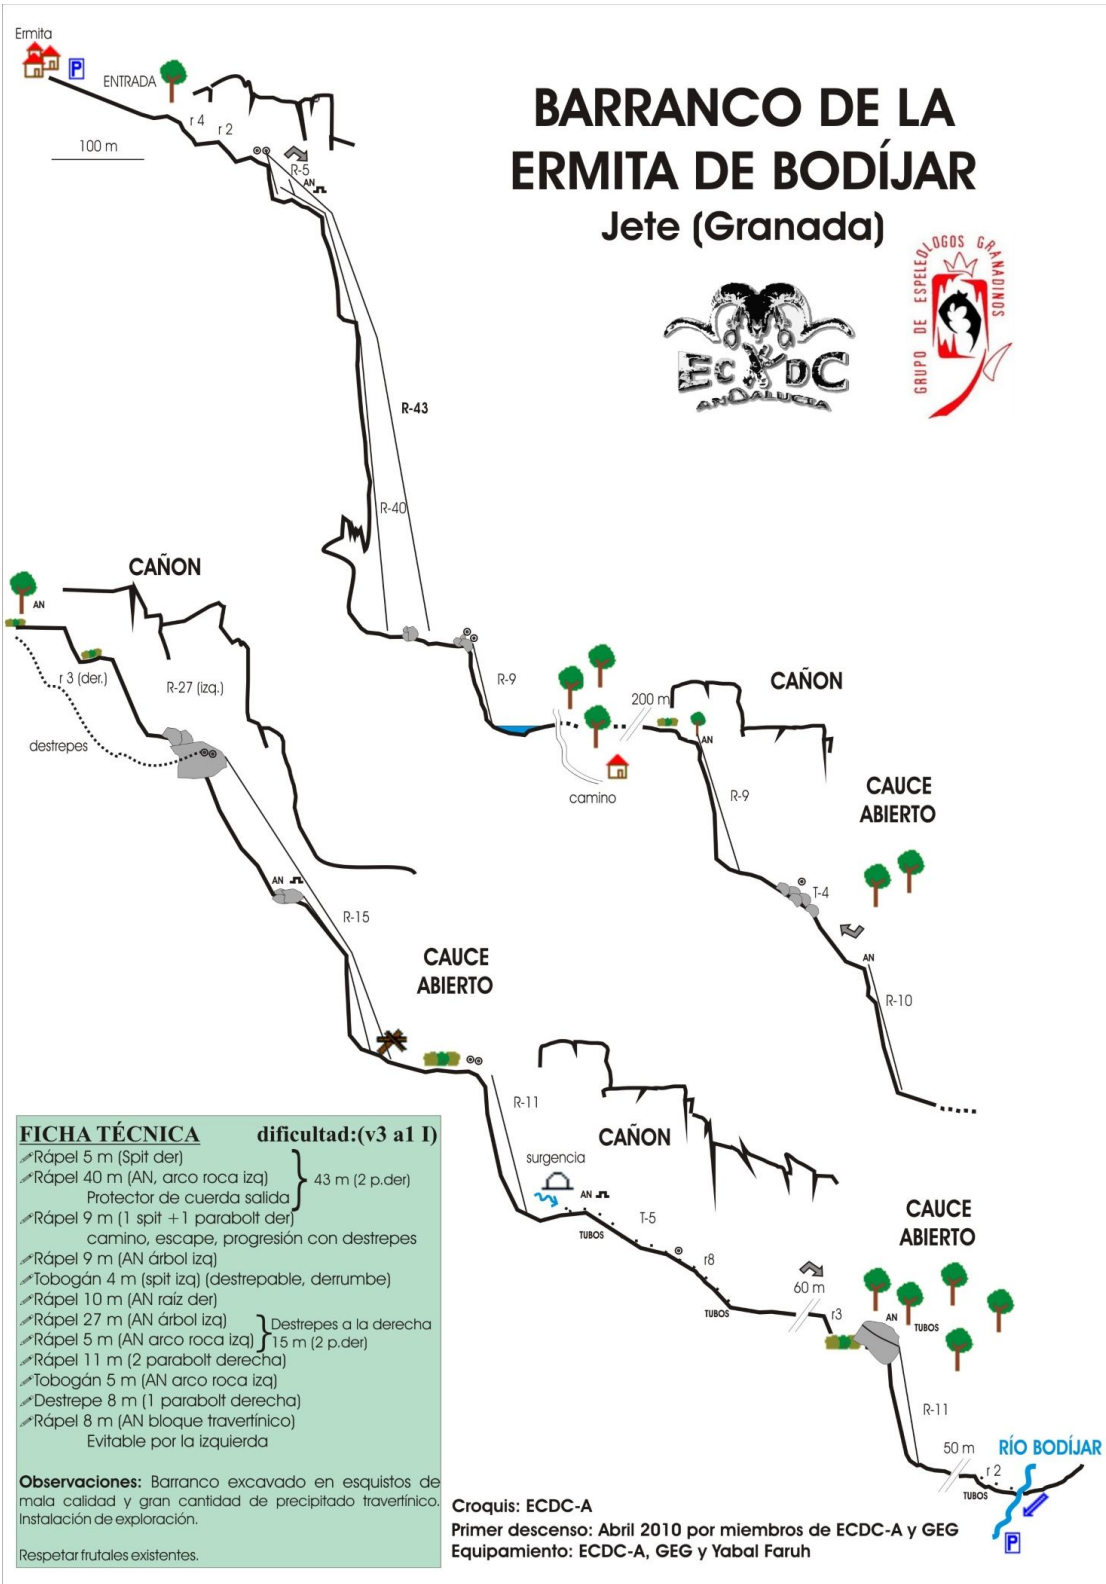 Ermita
P
ENTRADA
r 4
r 2
100 m
R-5
AN
BARRANCO DE LA
ERMITA DE BODÍJAR
Jete (Granada)
GRUPO DE ESPELEOLOGOS GRANADINOS
ECDC
ANDALUCIA
R-43
R-40
CAÑON
AN
r 3 (der.)
R-27 (izq.)
destrepes
R-9
200 m
CAÑON
AN
camino
R-9
CAUCE
ABIERTO
T-4
AN
R-10
AN
R-15
CAUCE
ABIERTO
R-11
CAÑON
surgencia
AN
T-5
TUBOS
r8
TUBOS
60 m
r3
CAUCE
ABIERTO
AN
TUBOS
R-11
50 m
RÍO BODÍJAR
r 2
TUBOS
P
FICHA TÉCNICA dificultad:(v3 a1 I)
Rápel 5 m (Spit der)
Rápel 40 m (AN, arco roca izq) 43 m (2 p.der)
Protector de cuerda salida
Rápel 9 m (1 spit +1 parabolt der)
camino, escape, progresión con destrepes
Rápel 9 m (AN árbol izq)
Tobogán 4 m (spit izq) (destrepable, derrumbe)
Rápel 10 m (AN raíz der)
Rápel 27 m (AN árbol izq) Destrepes a la derecha
Rápel 5 m (AN arco roca izq) 15 m (2 p.der)
Rápel 11 m (2 parabolt derecha)
Tobogán 5 m (AN arco roca izq)
Destrepe 8 m (1 parabolt derecha)
Rápel 8 m (AN bloque travertínico)
Evitable por la izquierda
Observaciones: Barranco excavado en esquistos de
mala calidad y gran cantidad de precipitado travertínico.
Instalación de exploración.
Respetar frutales existentes.
Croquis: ECDC-A
Primer descenso: Abril 2010 por miembros de ECDC-A y GEG
Equipamiento: ECDC-A, GEG y Yabal Faruh